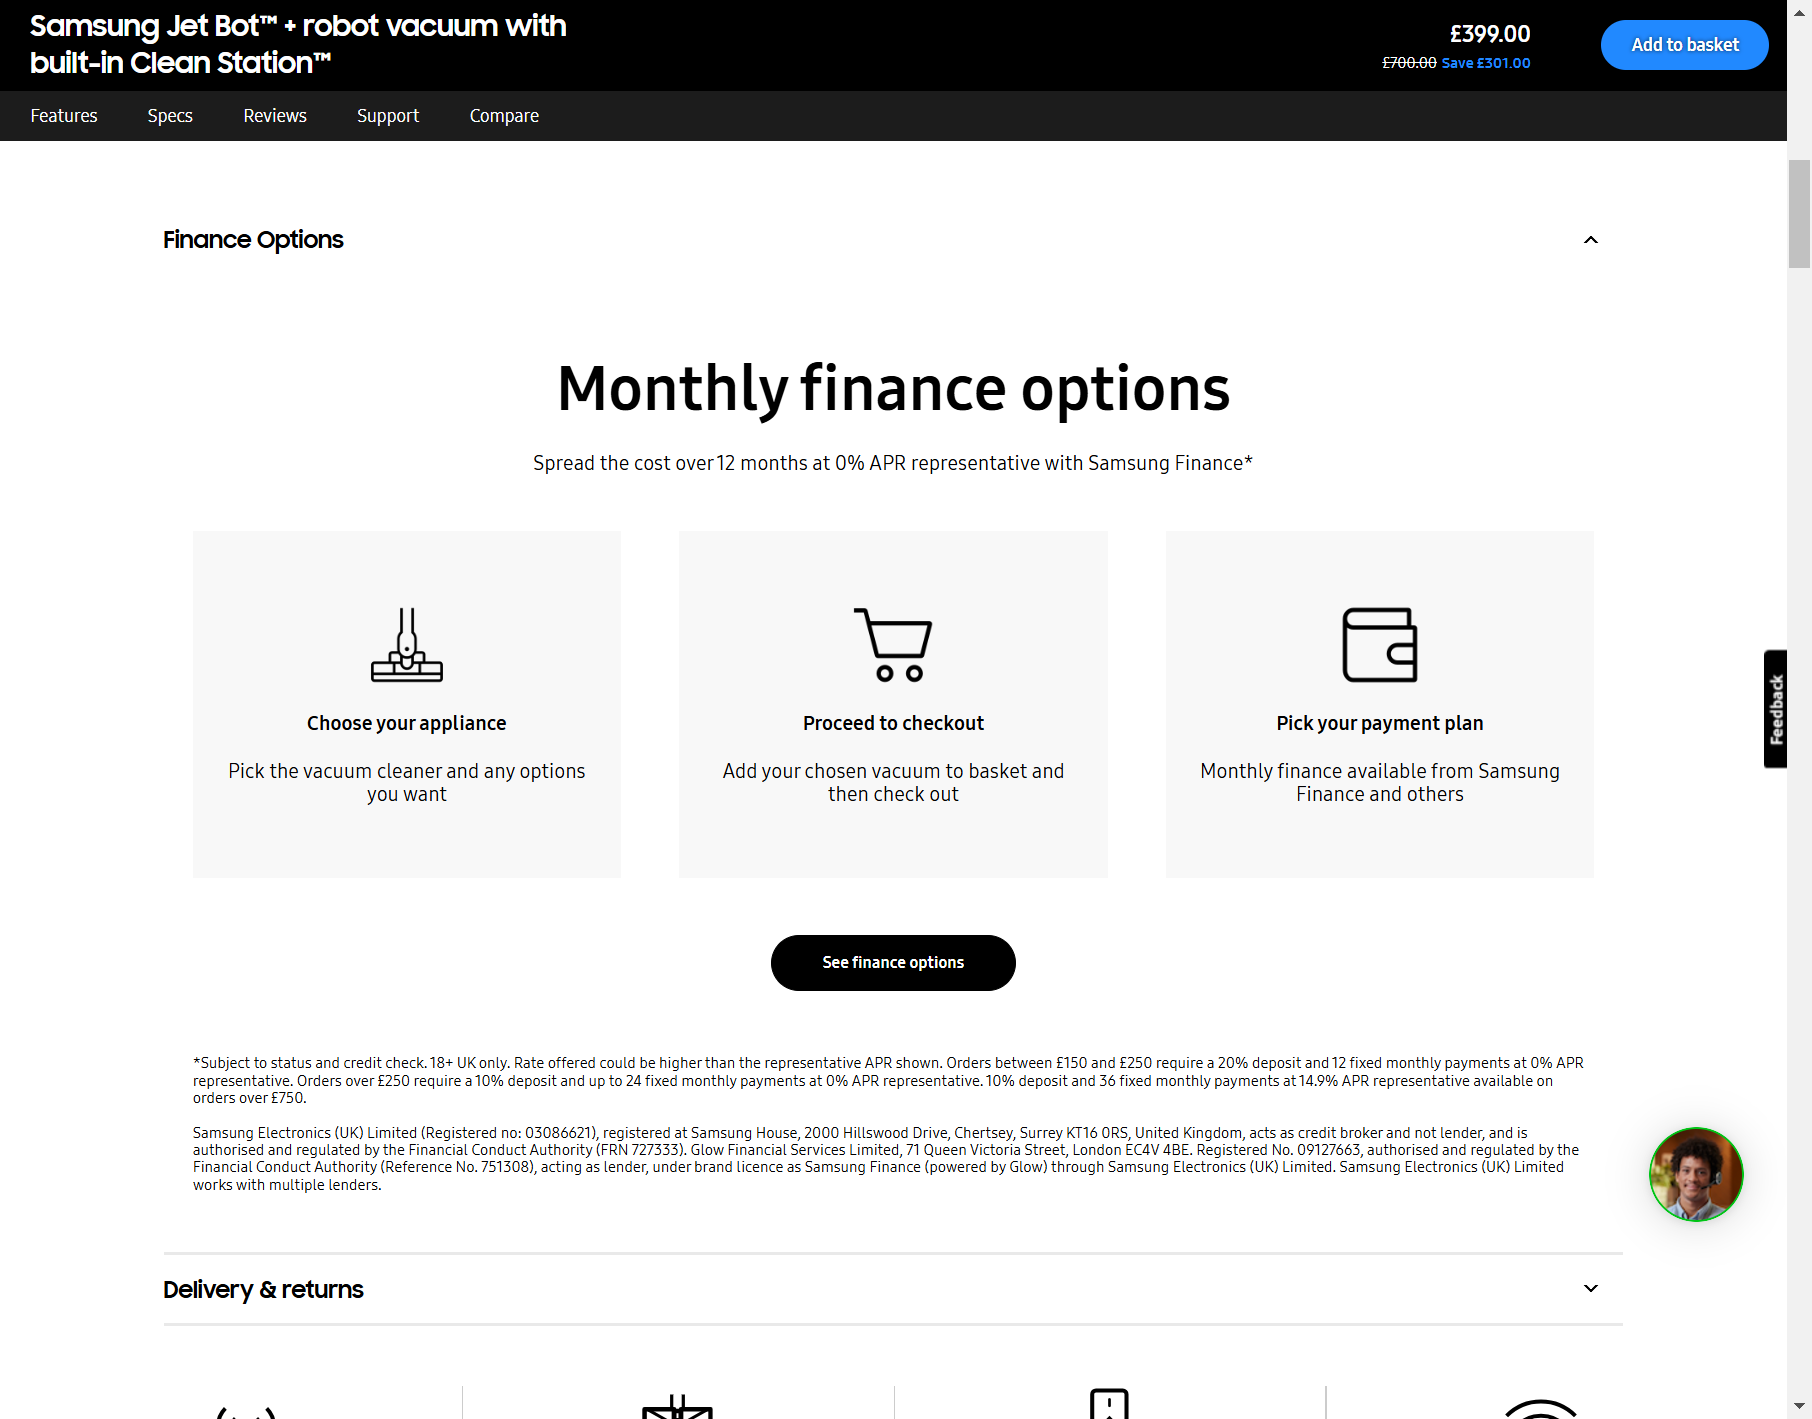 Samsung Jet Bot™ + robot vacuum with
built-in Clean Station™
£399.00
£700.00 Save £301.00
Add to basket
Features
Specs
Reviews
Support
Compare
Finance Options
Monthly finance options
Spread the cost over 12 months at 0% APR representative with Samsung Finance*
Choose your appliance
Pick the vacuum cleaner and any options
you want
Proceed to checkout
Add your chosen vacuum to basket and
then check out
Pick your payment plan
Monthly finance available from Samsung
Finance and others
Feedback
See finance options
*Subject to status and credit check. 18+ UK only. Rate offered could be higher than the representative APR shown. Orders between £150 and £250 require a 20% deposit and 12 fixed monthly payments at 0% APR
representative. Orders over £250 require a 10% deposit and up to 24 fixed monthly payments at 0% APR representative. 10% deposit and 36 fixed monthly payments at 14.9% APR representative available on
orders over £750.
Samsung Electronics (UK) Limited (Registered no: 03086621), registered at Samsung House, 2000 Hillswood Drive, Chertsey, Surrey KT16 0RS, United Kingdom, acts as credit broker and not lender, and is
authorised and regulated by the Financial Conduct Authority (FRN 727333). Glow Financial Services Limited, 71 Queen Victoria Street, London EC4V 4BE. Registered No. 09127663, authorised and regulated by the
Financial Conduct Authority (Reference No. 751308), acting as lender, under brand licence as Samsung Finance (powered by Glow) through Samsung Electronics (UK) Limited. Samsung Electronics (UK) Limited
works with multiple lenders.
Delivery & returns